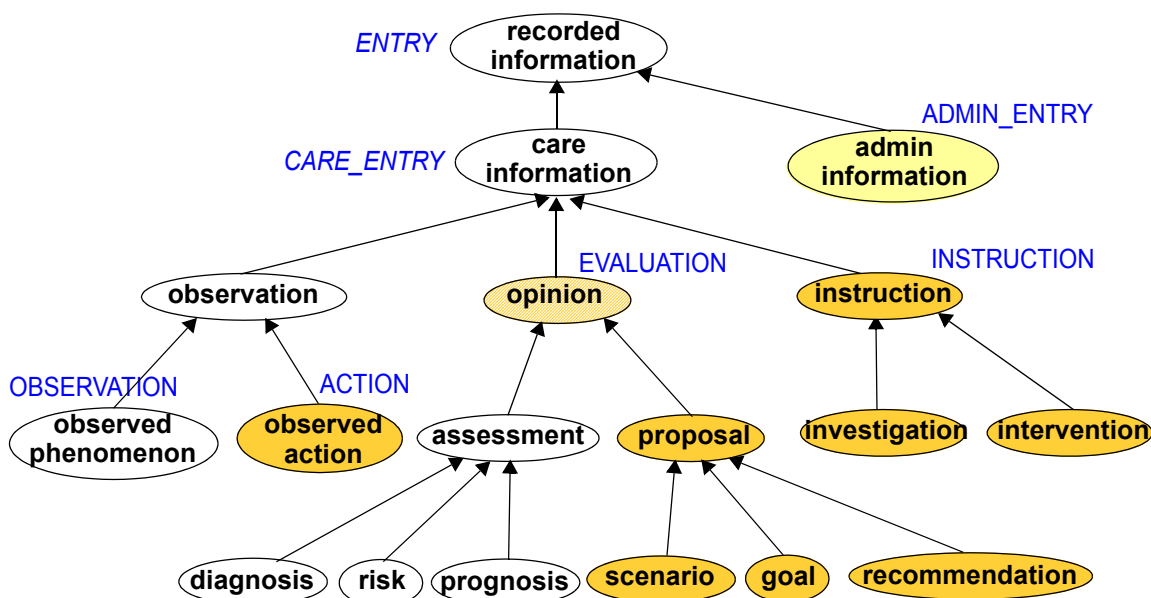 ENTRY
recorded
information
ADMIN_ENTRY
CARE_ENTRY
care
information
admin
information
EVALUATION
INSTRUCTION
observation
opinion
instruction
OBSERVATION
ACTION
observed
phenomenon
observed
action
assessment
proposal
investigation
intervention
diagnosis
risk
prognosis
scenario
goal
recommendation